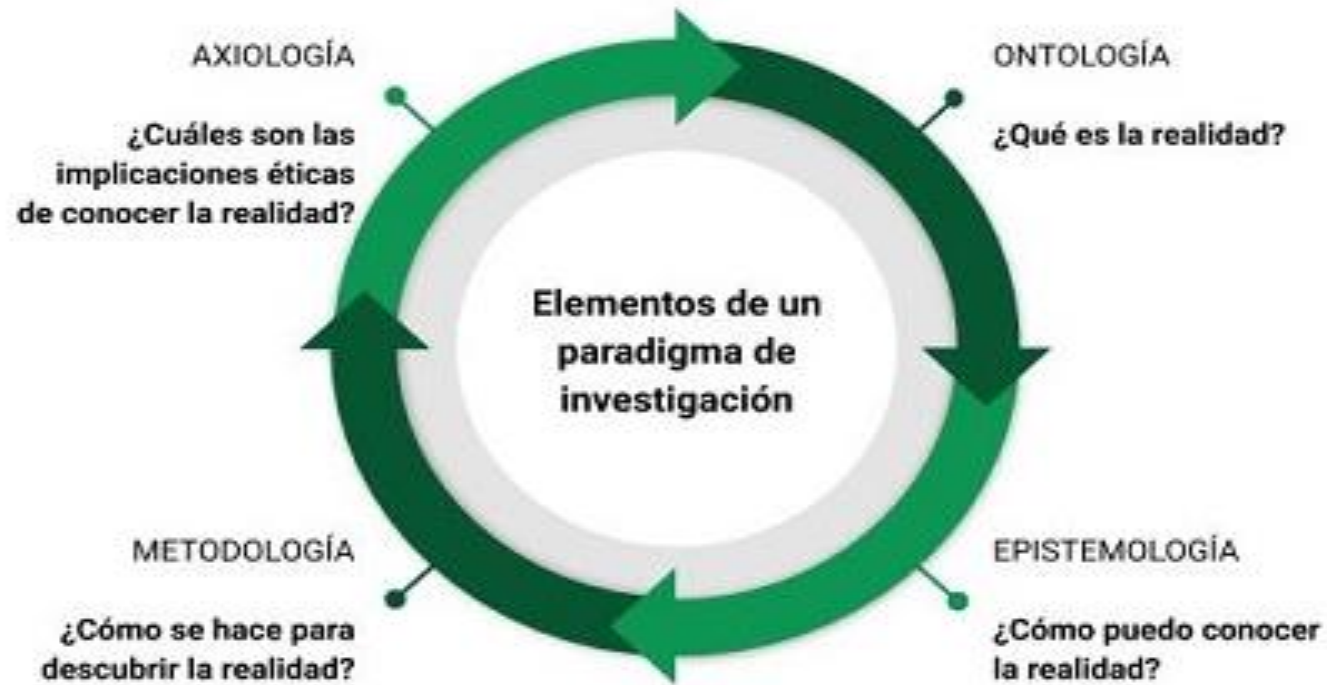 AXIOLOGÍA
¿Cuáles son las
implicaciones éticas
de conocer la realidad?
ONTOLOGÍA
¿Qué es la realidad?
Elementos de un
paradigma de
investigación
METODOLOGÍA
¿Cómo se hace para
descubrir la realidad?
EPISTEMOLOGÍA
¿Cómo puedo conocer
la realidad?